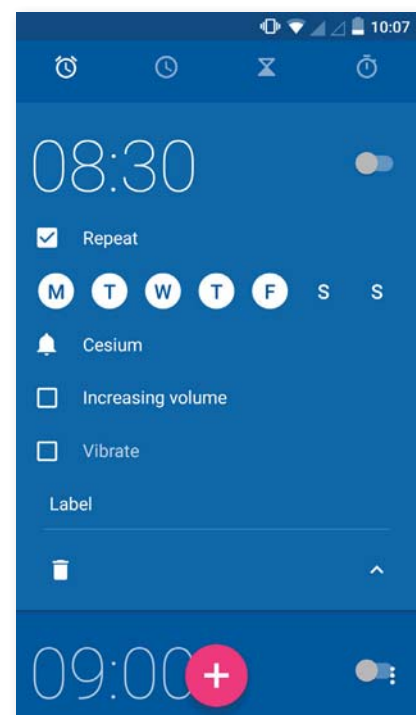 10:07
08:30
Repeat
M T W T F S S
Cesium
Increasing volume
Vibrate
Label
09:00